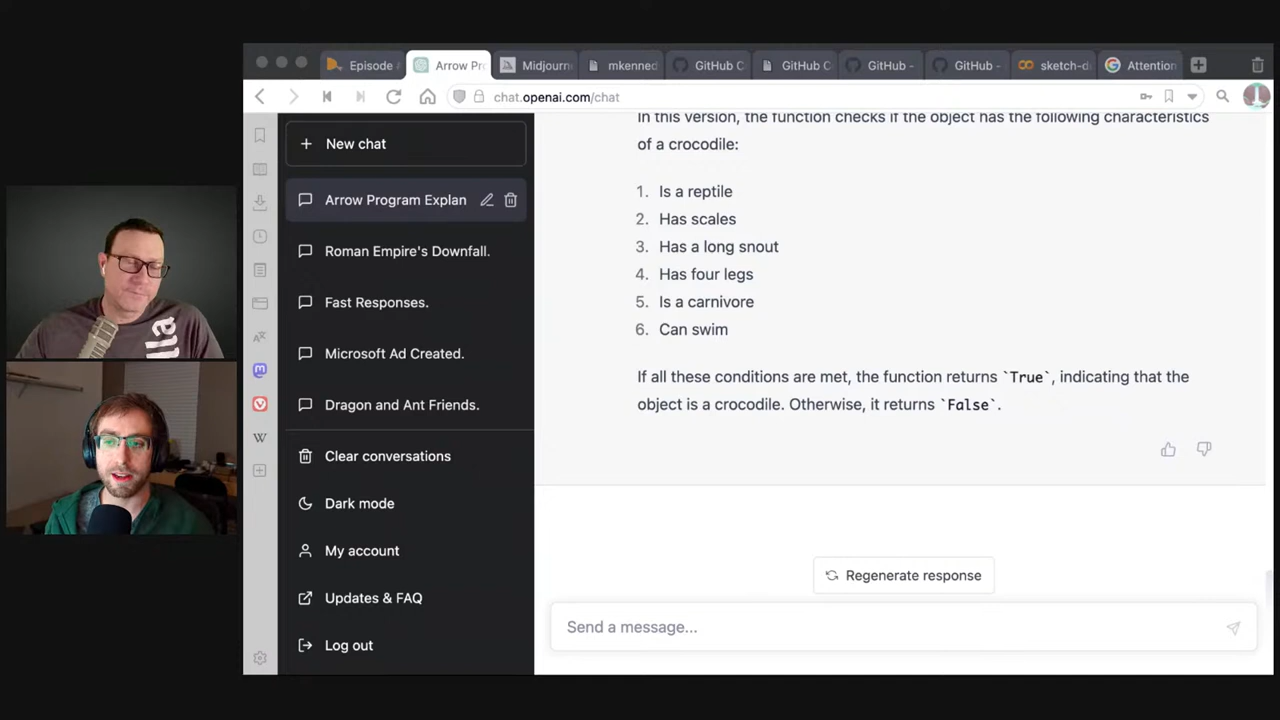 Episode
Arrow Pr
Midjourn
mkenned
GitHub C
GitHub C
GitHub -
GitHub -
sketch-d
Attention
chat.openai.com/chat
New chat
Arrow Program Explan
Roman Empire's Downfall.
Fast Responses.
Microsoft Ad Created.
Dragon and Ant Friends.
Clear conversations
Dark mode
My account
Updates & FAQ
Log out
In this version, the function checks if the object has the following characteristics
of a crocodile:
1. Is a reptile
2. Has scales
3. Has a long snout
4. Has four legs
5. Is a carnivore
6. Can swim
If all these conditions are met, the function returns `True`, indicating that the
object is a crocodile. Otherwise, it returns `False`.
Regenerate response
Send a message...
W
lla